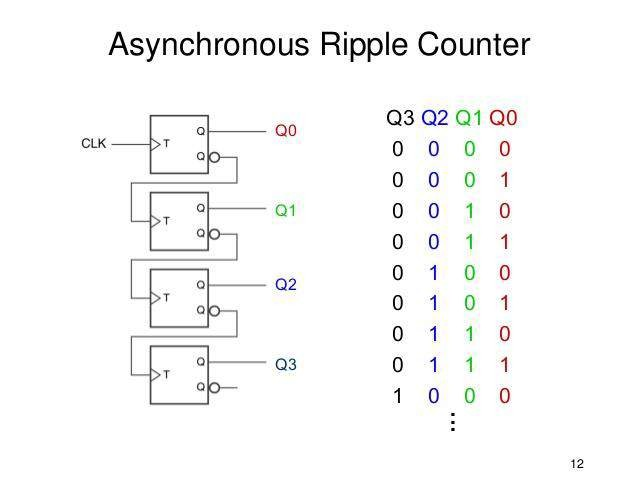 Asynchronous Ripple Counter
CLK
T
Q
Q
Q0
T
Q
Q
Q1
T
Q
Q
Q2
T
Q
Q
Q3
Q3 Q2 Q1 Q0
0 0 0 0
0 0 0 1
0 0 1 0
0 0 1 1
0 1 0 0
0 1 0 1
0 1 1 0
0 1 1 1
1 0 0 0
...
12